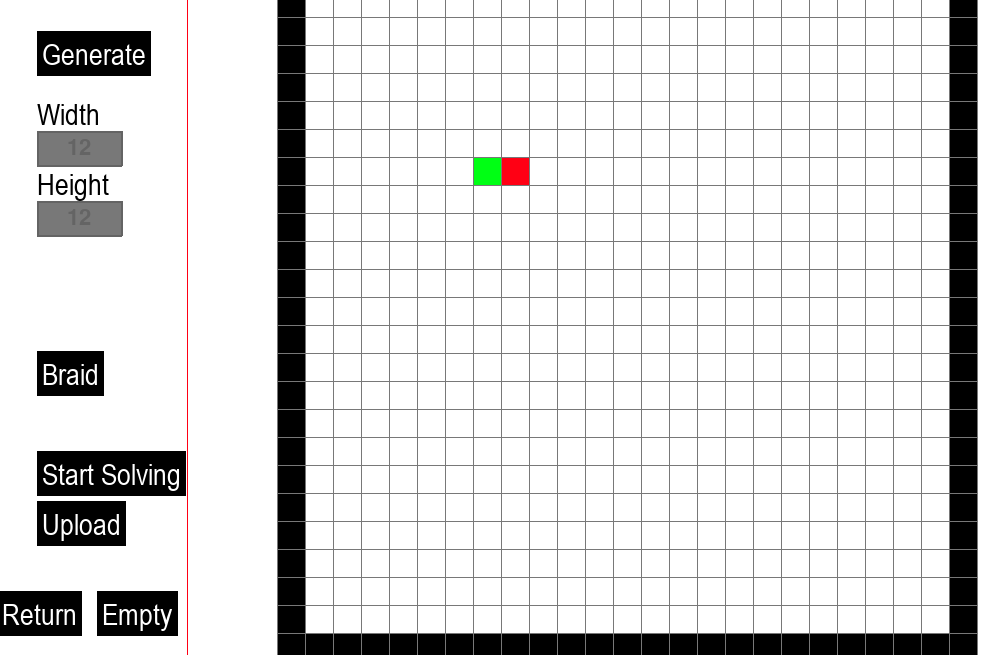 Generate
Width
12
Height
12
Braid
Start Solving
Upload
Return Empty